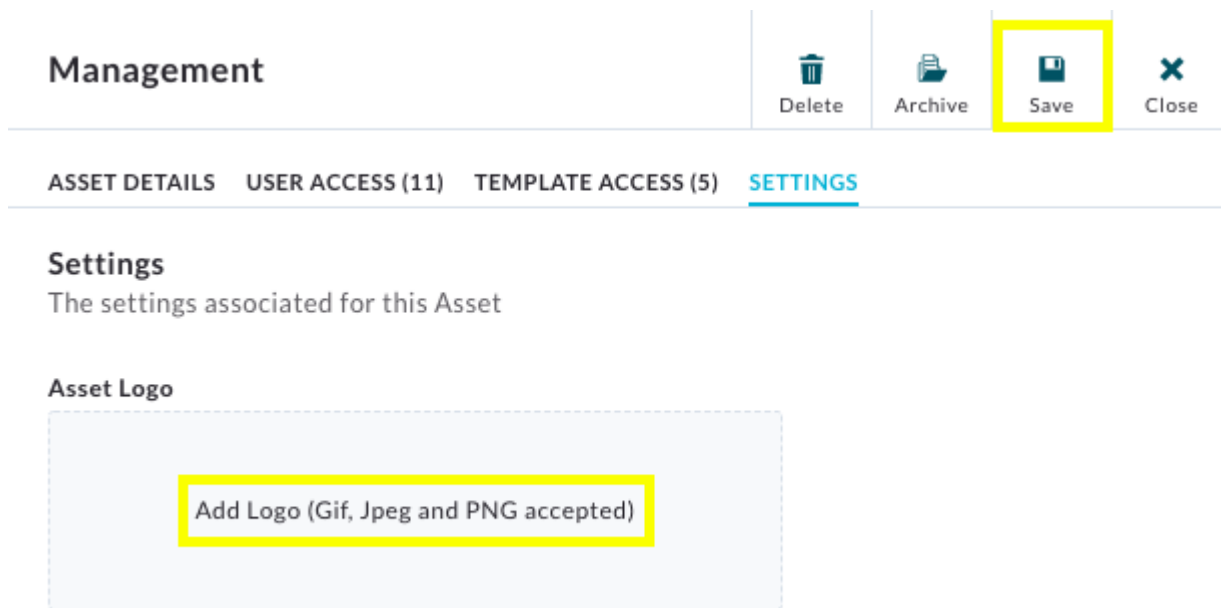 Management
Delete
Archive
Save
Close
ASSET DETAILS USER ACCESS (11) TEMPLATE ACCESS (5) SETTINGS
Settings
The settings associated for this Asset
Asset Logo
Add Logo (Gif, Jpeg and PNG accepted)